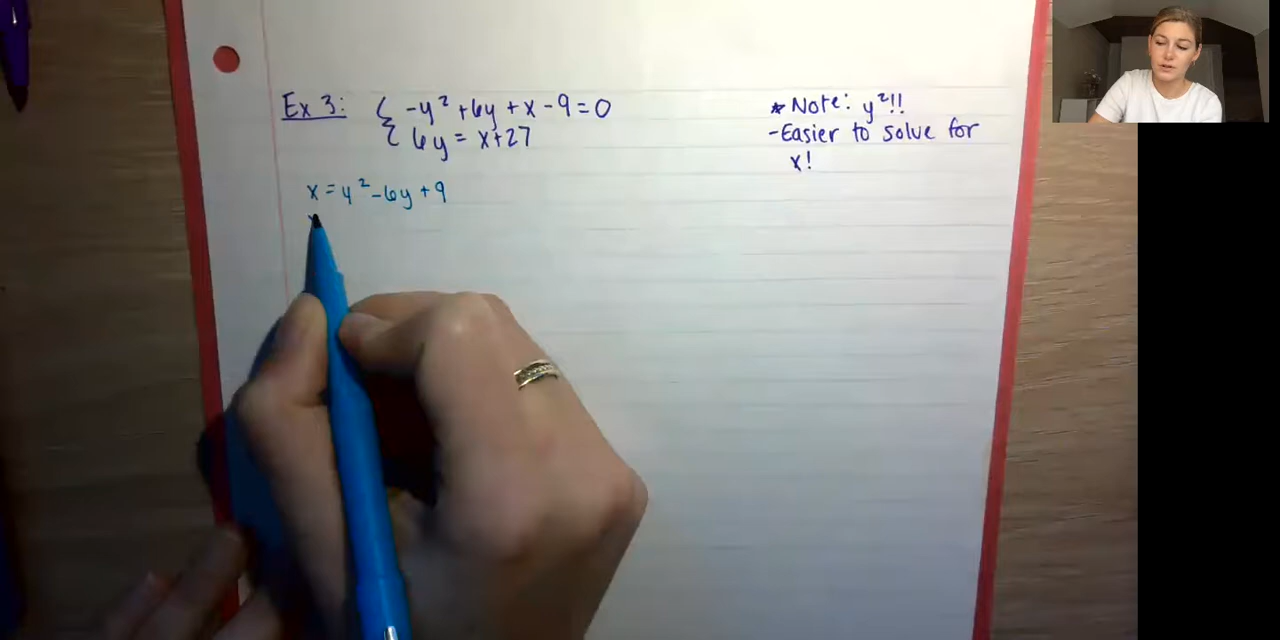 Ex 3: { -y² + 6y + x - 9 = 0
6y = x + 27
* Note: y²!!
- Easier to solve for
x!
x = y² - 6y + 9